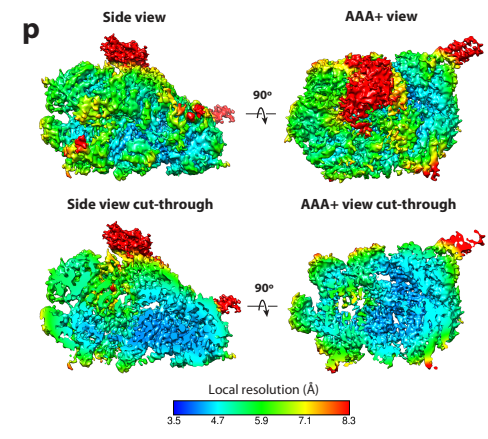 p
Side view
AAA+ view
90º
Side view cut-through
AAA+ view cut-through
90º
Local resolution (Å)
3.5 4.7 5.9 7.1 8.3